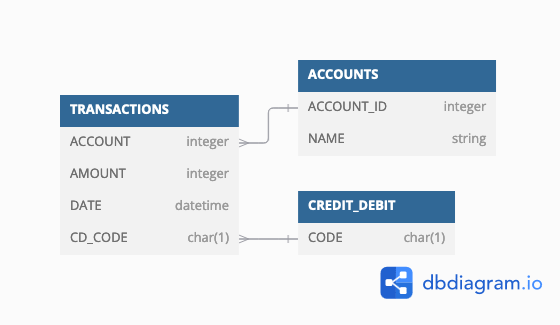 TRANSACTIONS
ACCOUNT integer
AMOUNT integer
DATE datetime
CD_CODE char(1)
ACCOUNTS
ACCOUNT_ID integer
NAME string
CREDIT_DEBIT
CODE char(1)
dbdiagram.io